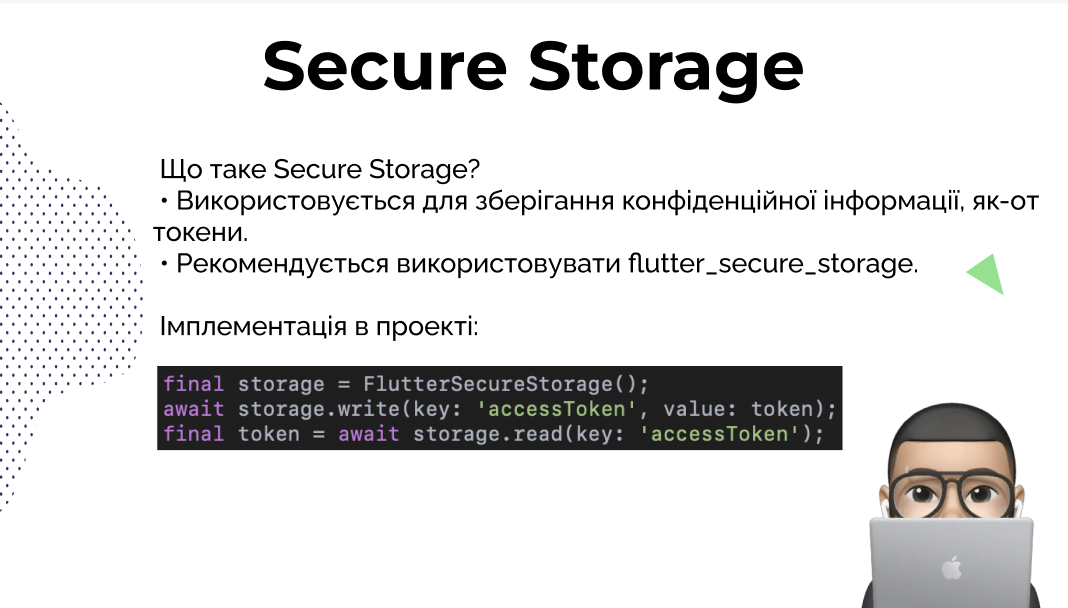 Secure Storage
Що таке Secure Storage?
• Використовується для зберігання конфіденційної інформації, як-от
токени.
• Рекомендується використовувати flutter_secure_storage.
Імплементація в проекті:
final storage = FlutterSecureStorage();
await storage.write(key: 'accessToken', value: token);
final token = await storage.read(key: 'accessToken');